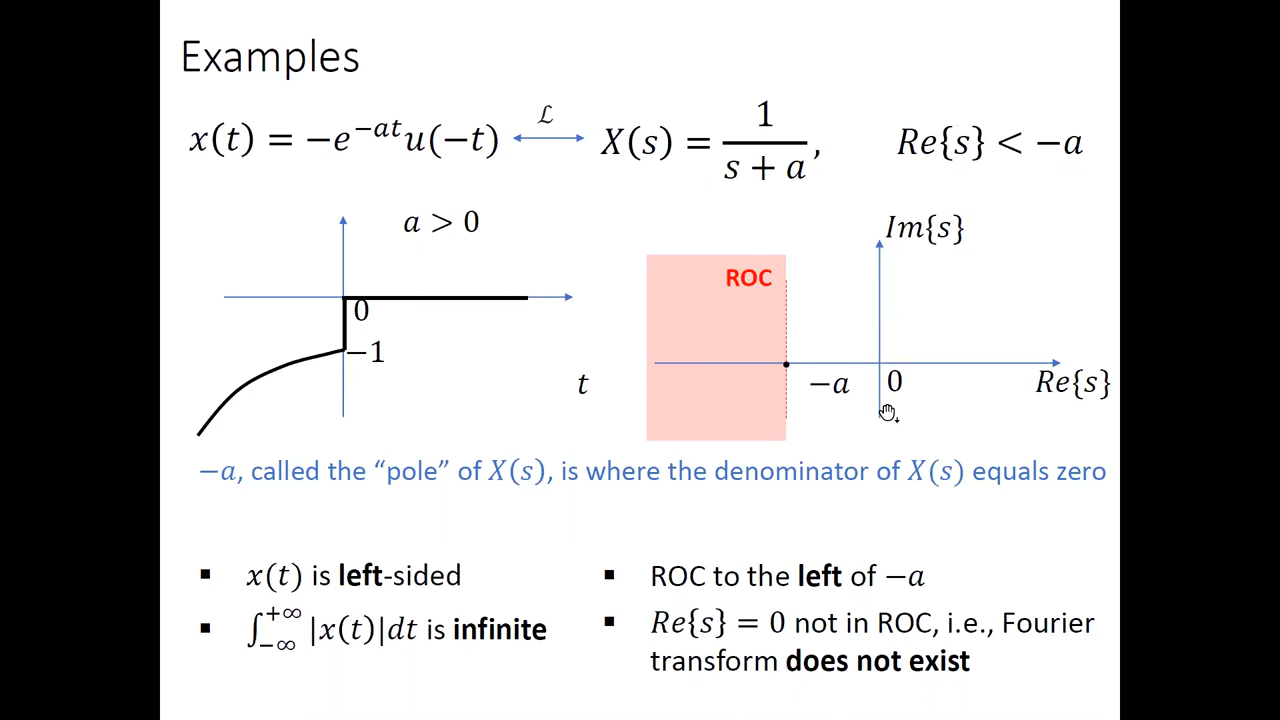 Examples
x(t) = −e^{−at}u(−t) ℒ X(s) = \frac{1}{s + a}, Re{s} < −a
a > 0
0
−1
t
Im{s}
ROC
−a
0
Re{s}
−a, called the “pole” of X(s), is where the denominator of X(s) equals zero
▪ x(t) is left-sided
▪ ∫_{−∞}^{+∞} |x(t)|dt is infinite
▪ ROC to the left of −a
▪ Re{s} = 0 not in ROC, i.e., Fourier
transform does not exist